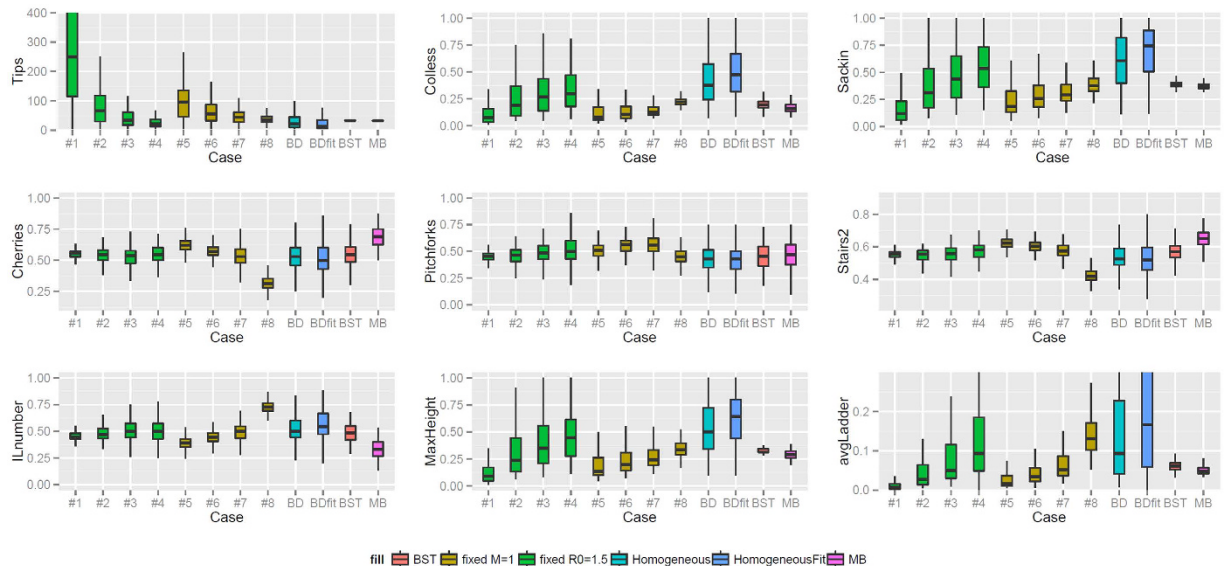 Tips
400
300
200
100
0
#1 #2 #3 #4 #5 #6 #7 #8 BD BDfit BST MB
Case
Colless
1.00
0.75
0.50
0.25
0.00
#1 #2 #3 #4 #5 #6 #7 #8 BD BDfit BST MB
Case
Sackin
1.00
0.75
0.50
0.25
0.00
#1 #2 #3 #4 #5 #6 #7 #8 BD BDfit BST MB
Case
Cherries
1.00
0.75
0.50
0.25
#1 #2 #3 #4 #5 #6 #7 #8 BD BDfit BST MB
Case
Pitchforks
1.00
0.75
0.50
0.25
0.00
#1 #2 #3 #4 #5 #6 #7 #8 BD BDfit BST MB
Case
Stairs2
0.8
0.6
0.4
#1 #2 #3 #4 #5 #6 #7 #8 BD BDfit BST MB
Case
ILnumber
1.00
0.75
0.50
0.25
0.00
#1 #2 #3 #4 #5 #6 #7 #8 BD BDfit BST MB
Case
MaxHeight
1.00
0.75
0.50
0.25
0.00
#1 #2 #3 #4 #5 #6 #7 #8 BD BDfit BST MB
Case
avgLadder
0.2
0.1
0.0
#1 #2 #3 #4 #5 #6 #7 #8 BD BDfit BST MB
Case
fill BST fixed M=1 fixed R0=1.5 Homogeneous HomogeneousFit MB